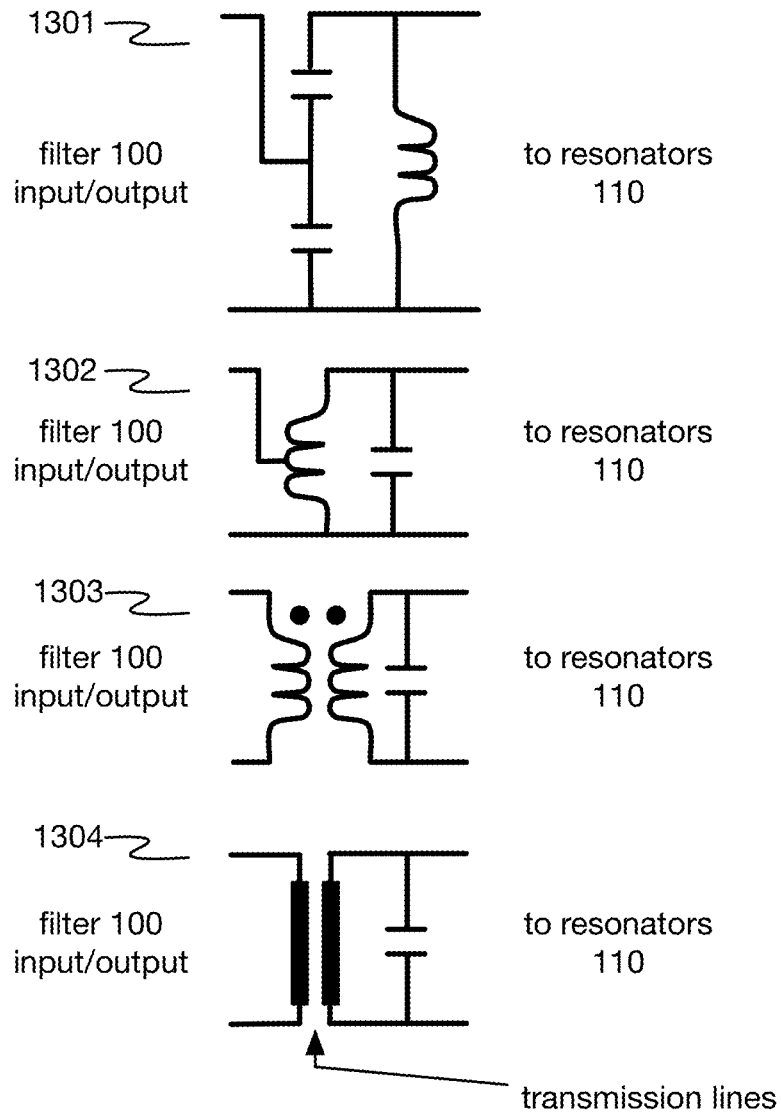 1301
filter 100
input/output
to resonators
110
1302
filter 100
input/output
to resonators
110
1303
filter 100
input/output
to resonators
110
1304
filter 100
input/output
to resonators
110
transmission lines